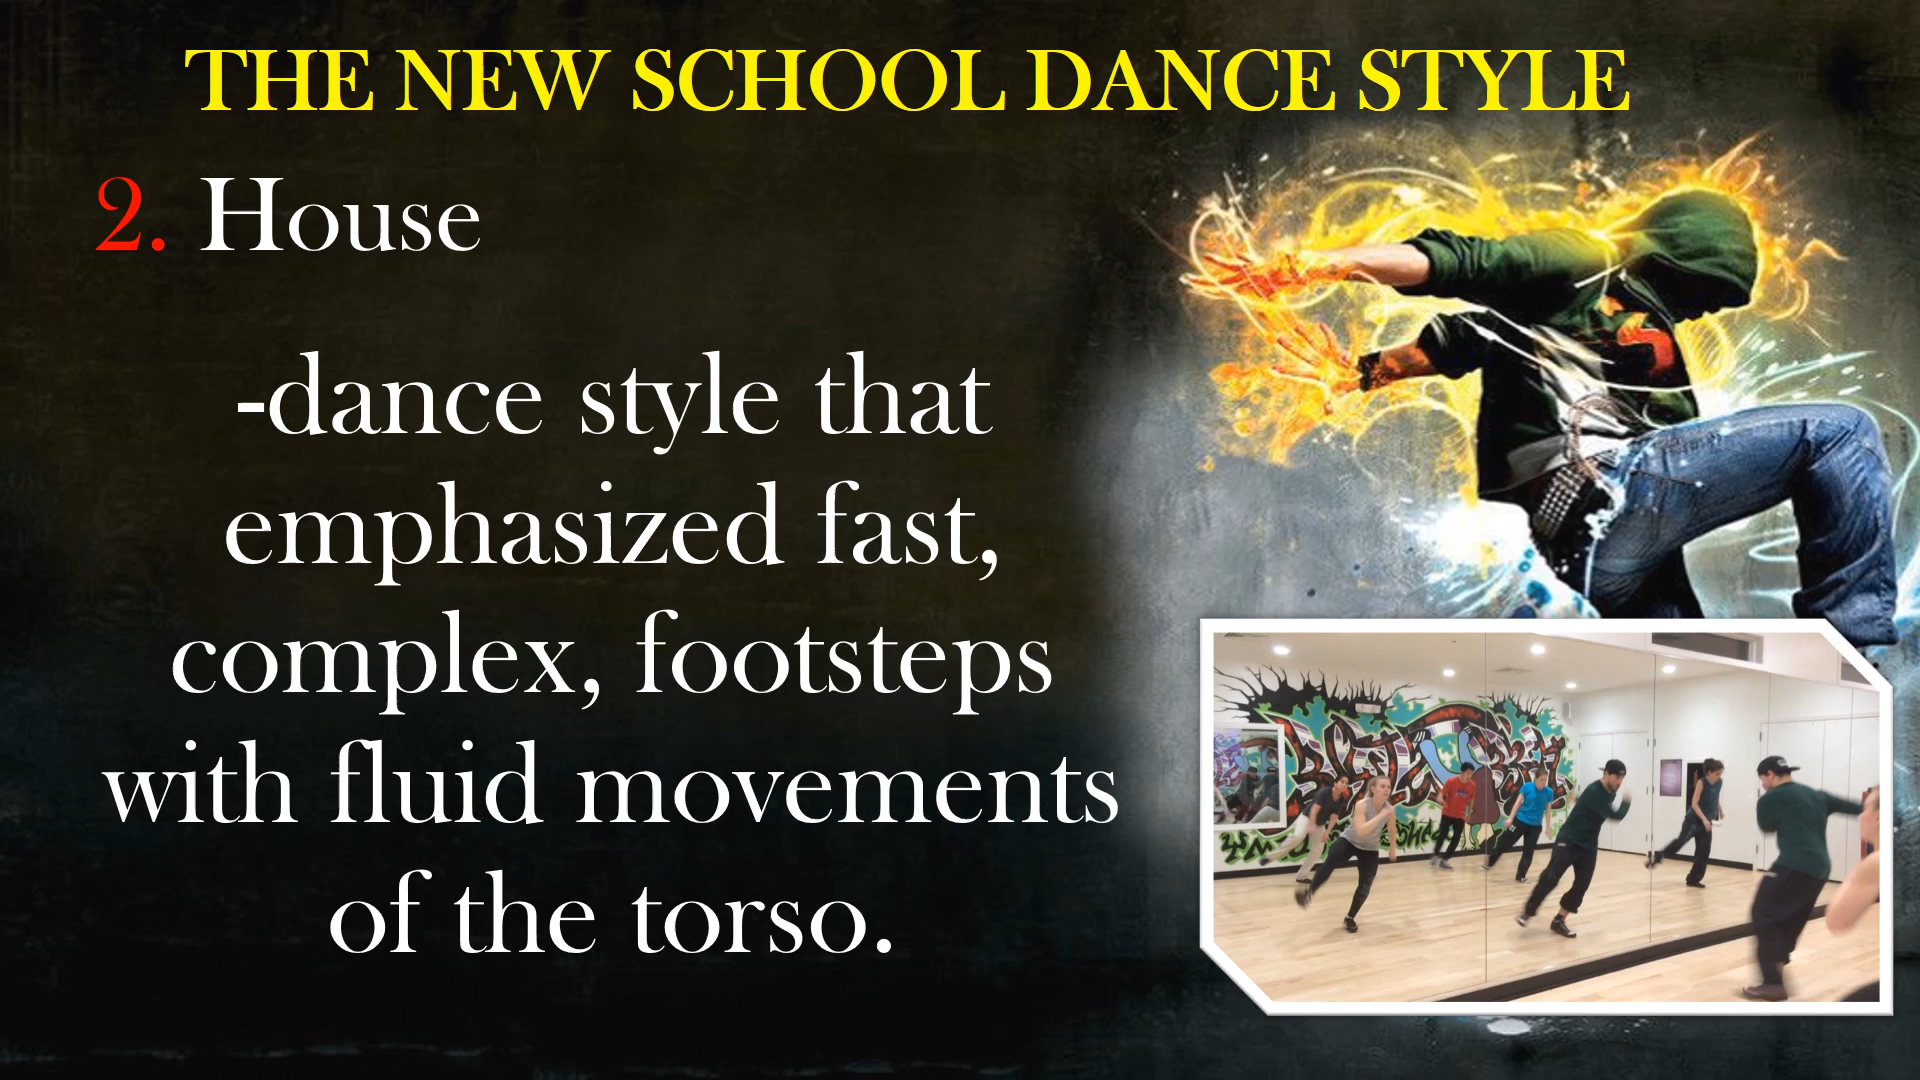 THE NEW SCHOOL DANCE STYLE
2. House
-dance style that
emphasized fast,
complex, footsteps
with fluid movements
of the torso.